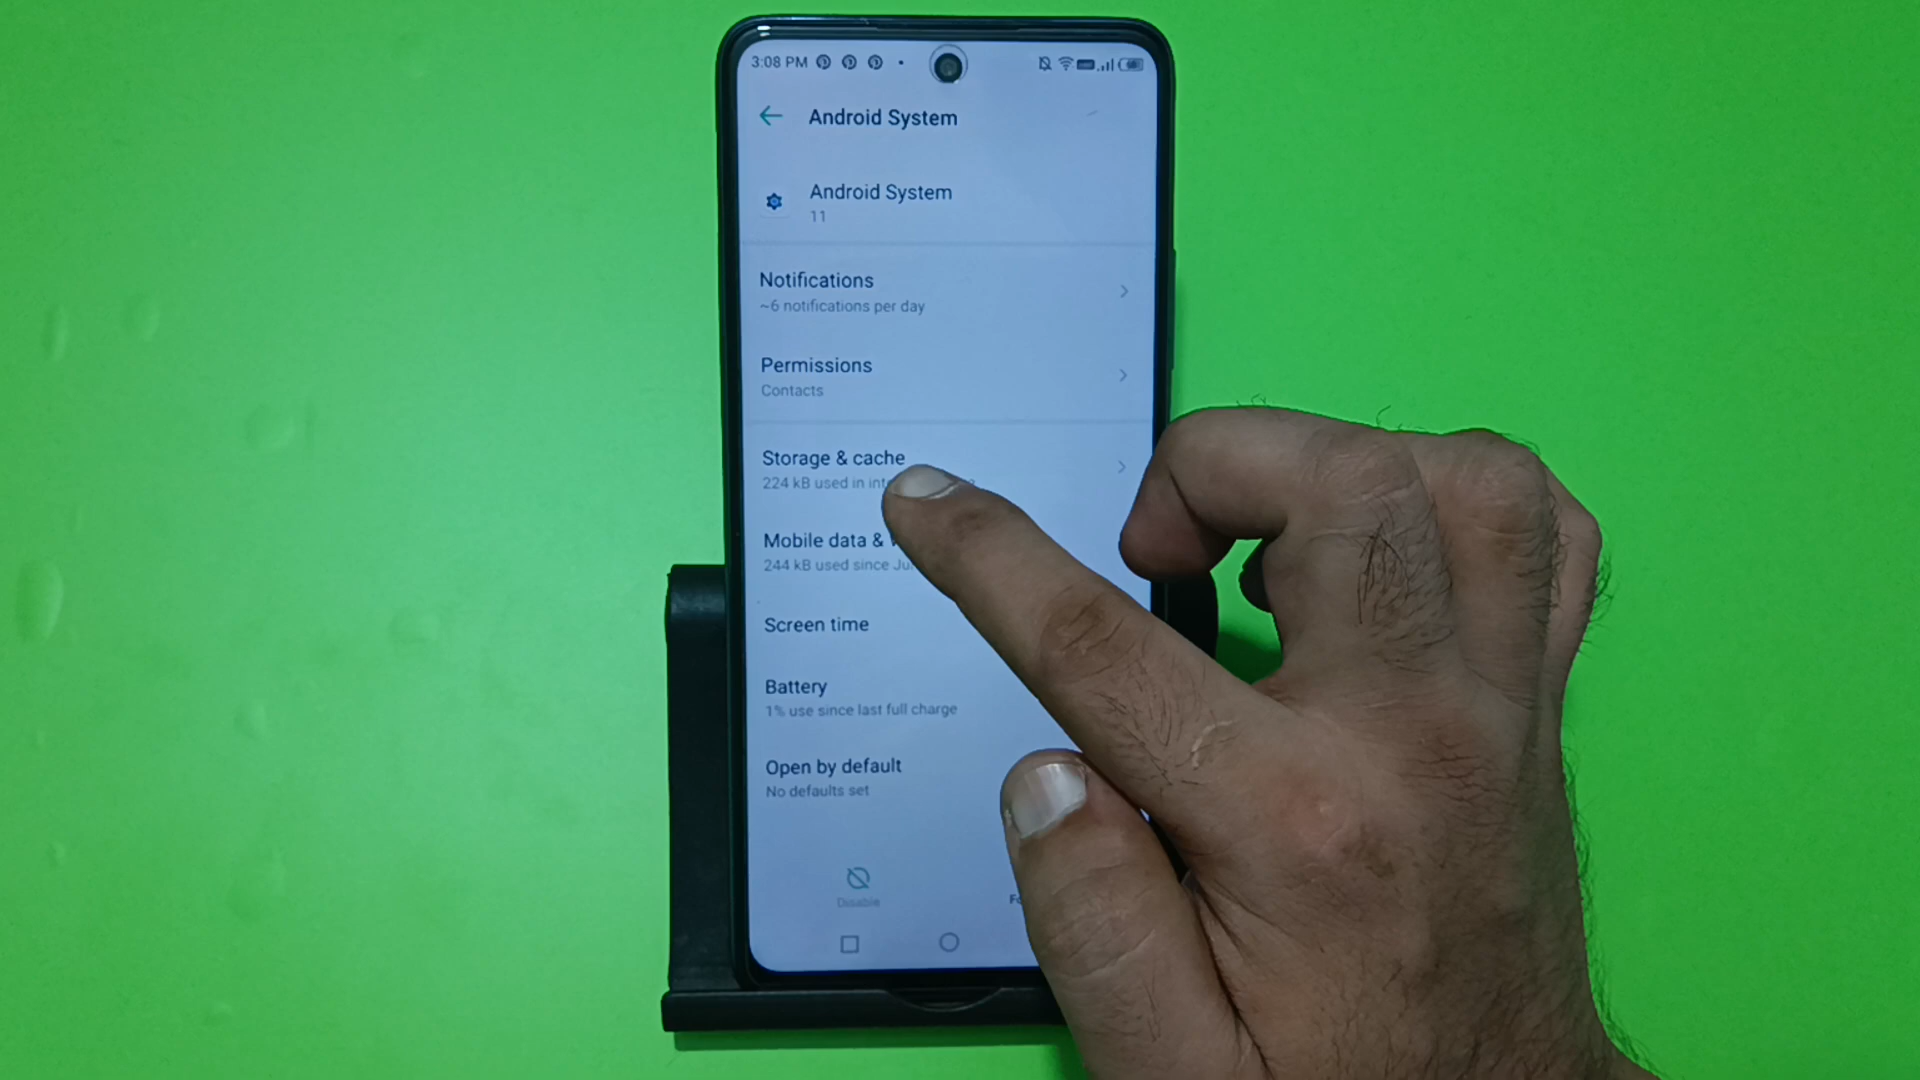 3:08 PM
Android System
Android System
11
Notifications
~6 notifications per day
Permissions
Contacts
Storage & cache
224 kB used in
Mobile data &
244 kB used since
Screen time
Battery
1% use since last full charge
Open by default
No defaults set
Disable